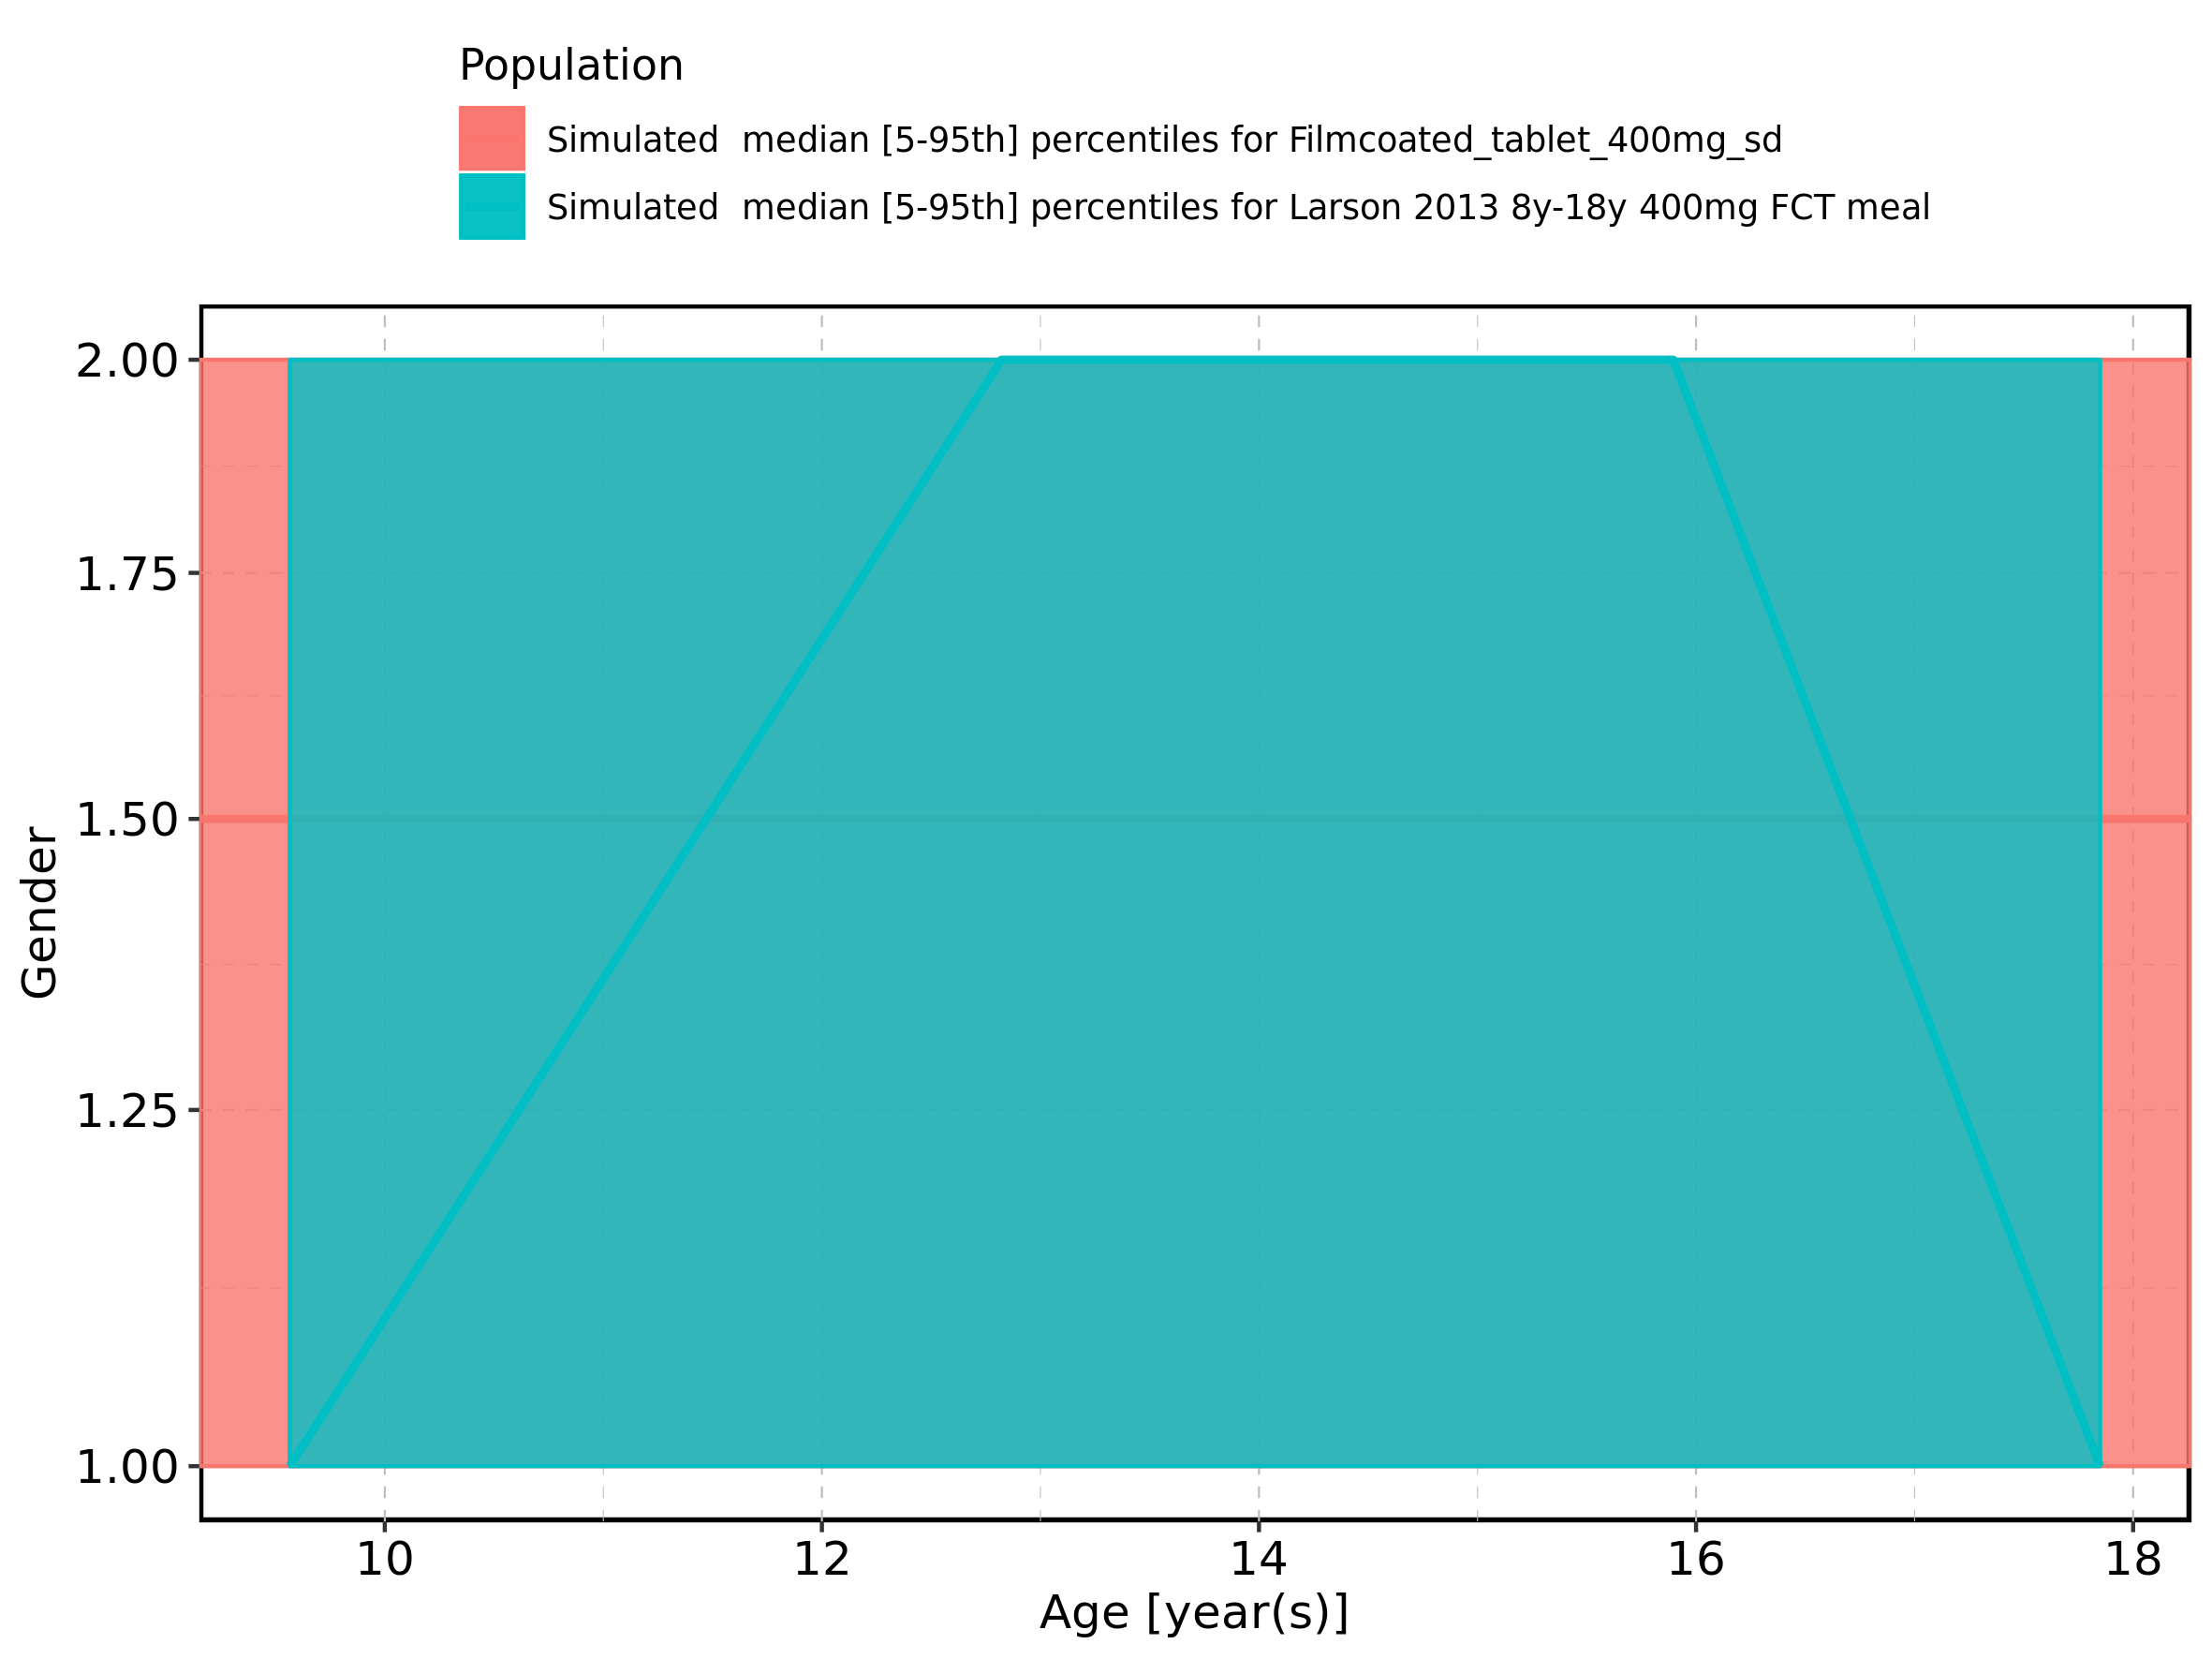 Population
Simulated  median [5-95th] percentiles for Filmcoated_tablet_400mg_sd
Simulated  median [5-95th] percentiles for Larson 2013 8y-18y 400mg FCT meal
2.00
1.75
1.50
1.25
1.00
Gender
10 12 14 16 18
Age [year(s)]